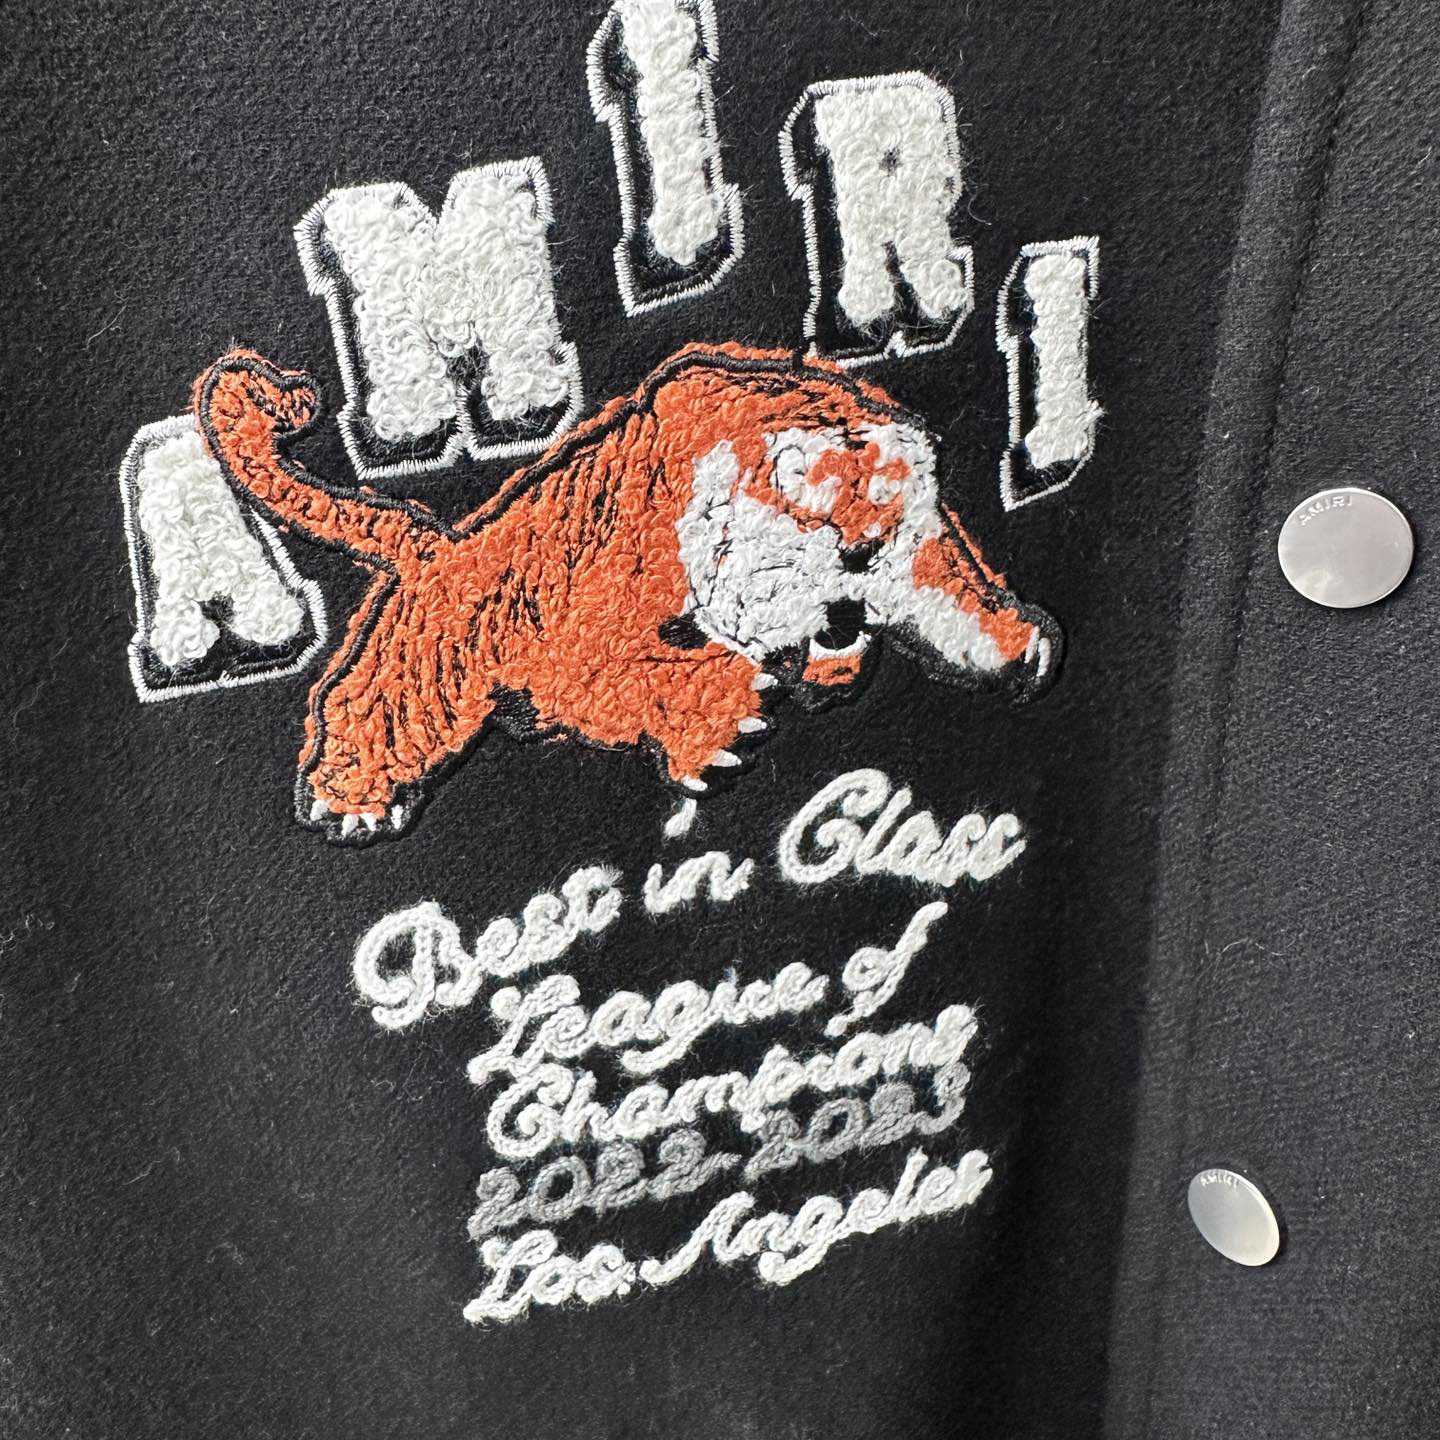 AMIRI
Best in Class
League of
Champions
2022-2023
Los Angeles
AMIRI
AMIRI